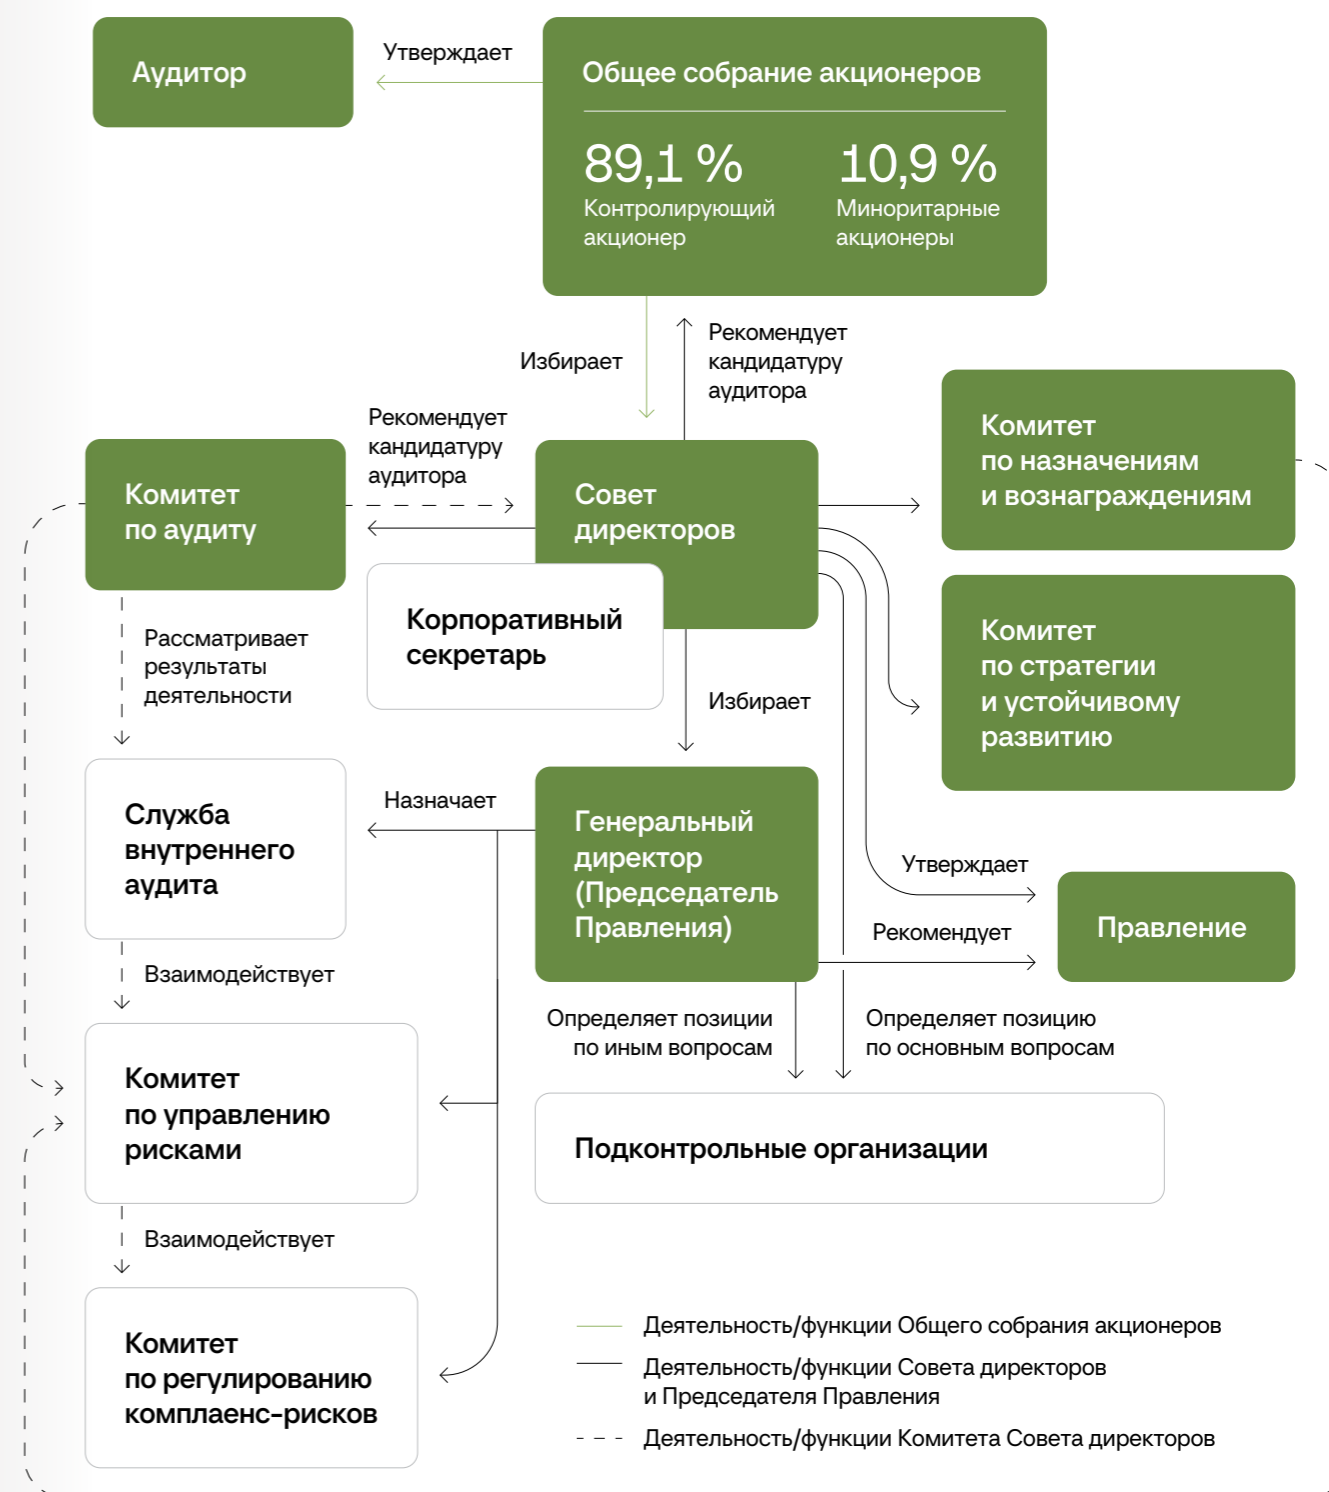 Аудитор
Утверждает
Общее собрание акционеров
89,1 %
Контролирующий
акционер
10,9 %
Миноритарные
акционеры
Избирает
Рекомендует
кандидатуру
аудитора
Рекомендует
кандидатуру
аудитора
Комитет
по аудиту
Совет
директоров
Комитет
по назначениям
и вознаграждениям
Корпоративный
секретарь
Комитет
по стратегии
и устойчивому
развитию
Рассматривает
результаты
деятельности
Избирает
Служба
внутреннего
аудита
Назначает
Генеральный
директор
(Председатель
Правления)
Утверждает
Рекомендует
Правление
Взаимодействует
Определяет позиции
по иным вопросам
Определяет позицию
по основным вопросам
Комитет
по управлению
рисками
Подконтрольные организации
Взаимодействует
Комитет
по регулированию
комплаенс-рисков
Деятельность/функции Общего собрания акционеров
Деятельность/функции Совета директоров
и Председателя Правления
Деятельность/функции Комитета Совета директоров